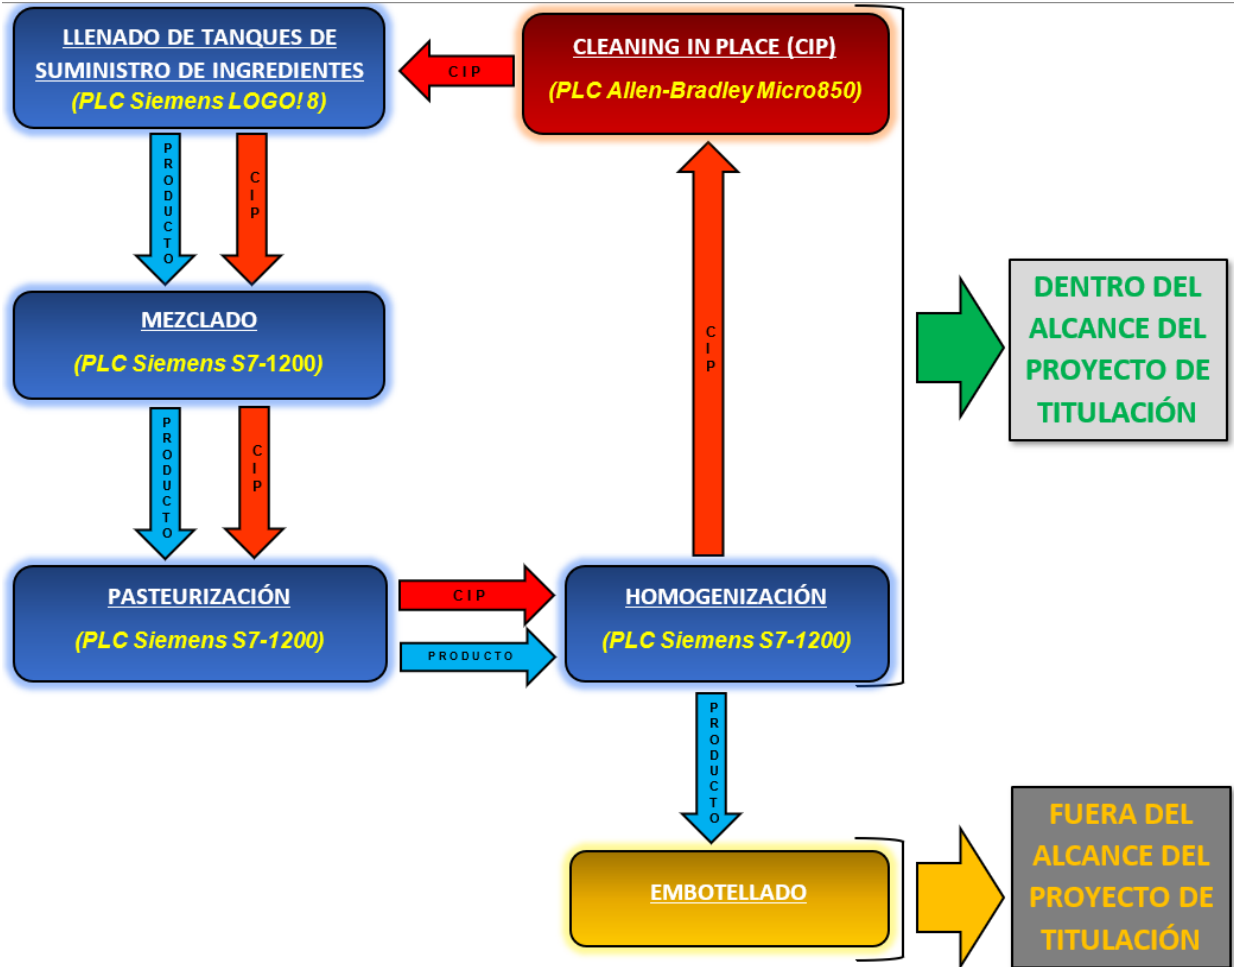 LLENADO DE TANQUES DE
SUMINISTRO DE INGREDIENTES
(PLC Siemens LOGO! 8)
CLEANING IN PLACE (CIP)
(PLC Allen-Bradley Micro850)
CIP
PRODUCTO
CIP
MEZCLADO
(PLC Siemens S7-1200)
CIP
DENTRO DEL
ALCANCE DEL
PROYECTO DE
TITULACIÓN
PRODUCTO
CIP
PASTEURIZACIÓN
(PLC Siemens S7-1200)
CIP
PRODUCTO
HOMOGENIZACIÓN
(PLC Siemens S7-1200)
PRODUCTO
EMBOTELLADO
FUERA DEL
ALCANCE DEL
PROYECTO DE
TITULACIÓN